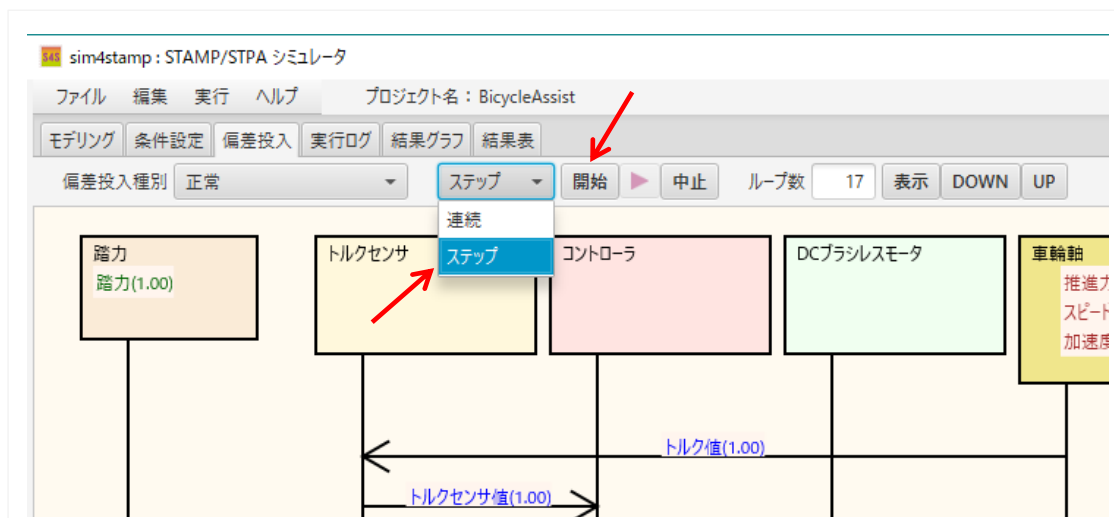 S4S sim4stamp : STAMP/STPA シミュレータ
ファイル 編集 実行 ヘルプ プロジェクト名：BicycleAssist
モデリング 条件設定 偏差投入 実行ログ 結果グラフ 結果表
偏差投入種別 正常 ステップ 開始 中止 ループ数 17 表示 DOWN UP
連続
ステップ
踏力
踏力(1.00)
トルクセンサ
コントローラ
DCブラシレスモータ
車輪軸
推進力
スピード
加速度
トルク値(1.00)
トルクセンサ値(1.00)